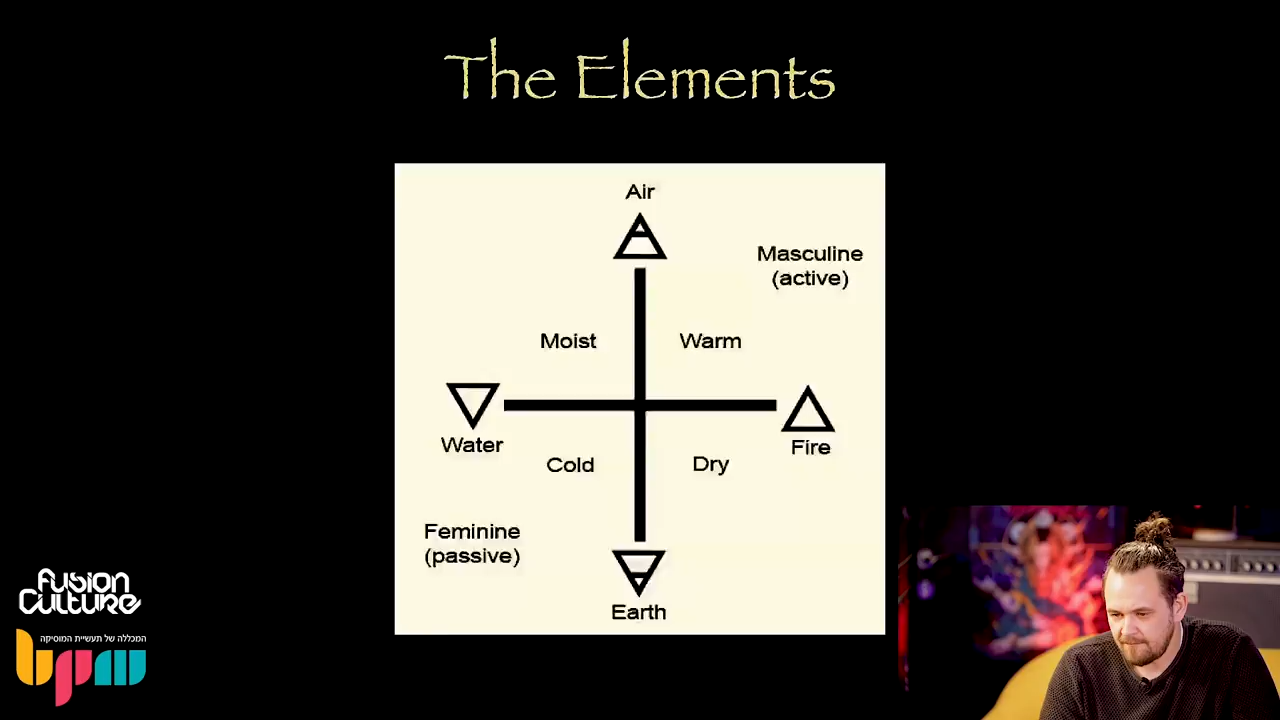 The Elements
Air
Masculine
(active)
Moist
Warm
Water
Fire
Cold
Dry
Feminine
(passive)
Earth
fusion
Culture
המכללה של תעשיית המוסיקה
bpm